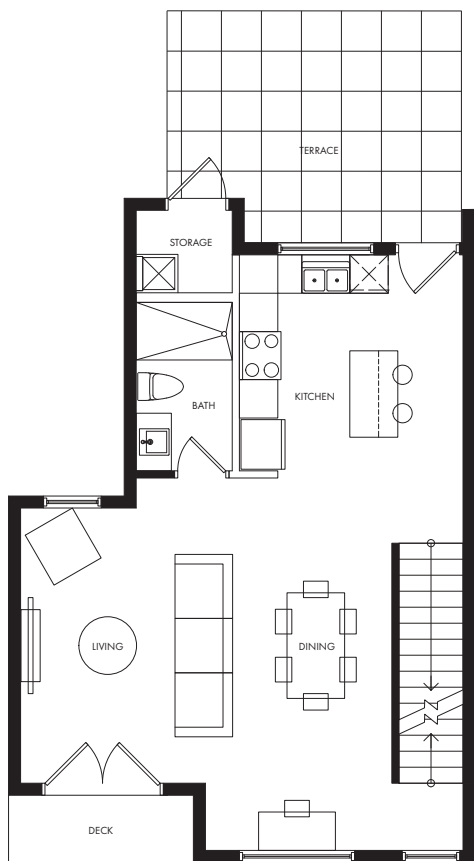 TERRACE
STORAGE
KITCHEN
BATH
LIVING
DINING
DECK